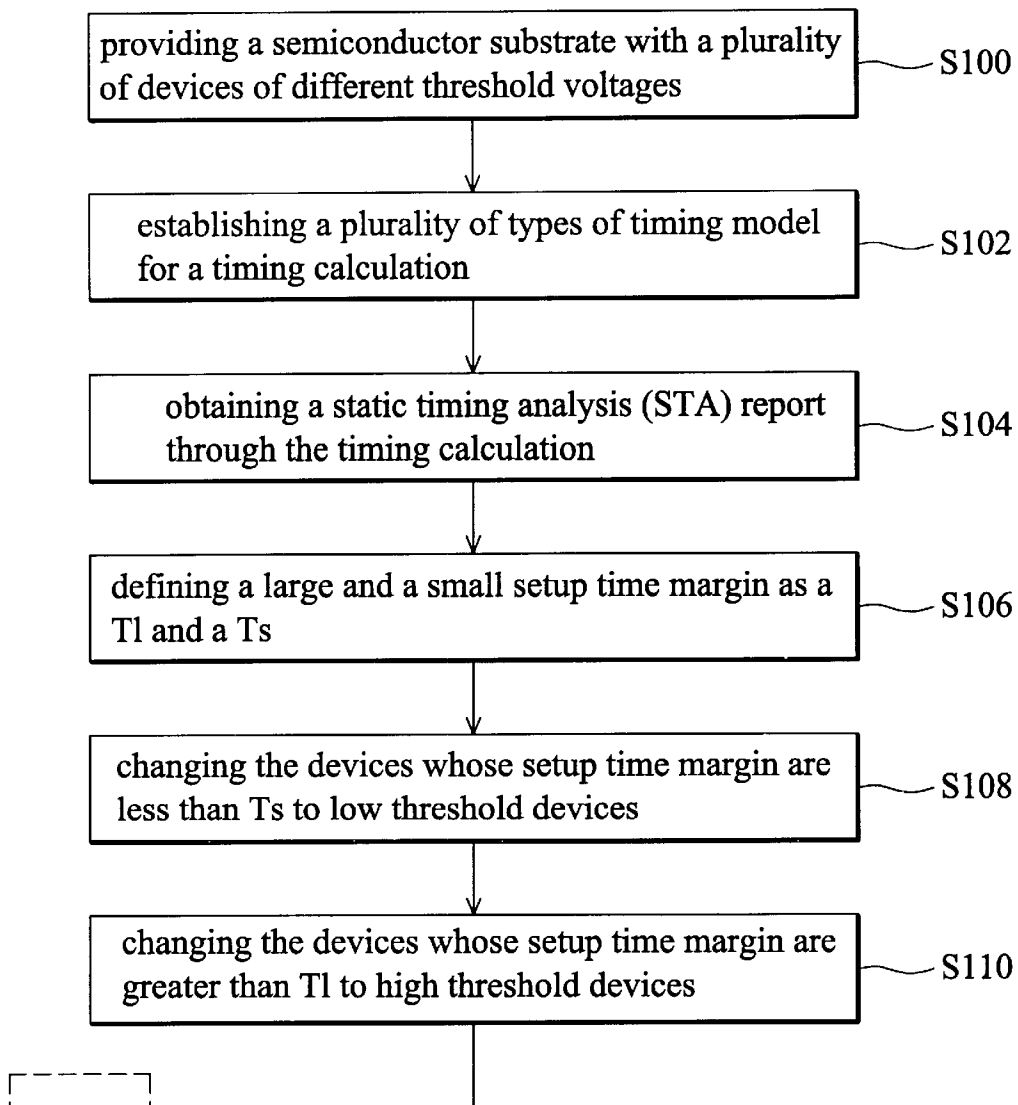 providing a semiconductor substrate with a plurality
of devices of different threshold voltages
S100
establishing a plurality of types of timing model
for a timing calculation
S102
obtaining a static timing analysis (STA) report
through the timing calculation
S104
defining a large and a small setup time margin as a
Tl and a Ts
S106
changing the devices whose setup time margin are
less than Ts to low threshold devices
S108
changing the devices whose setup time margin are
greater than Tl to high threshold devices
S110